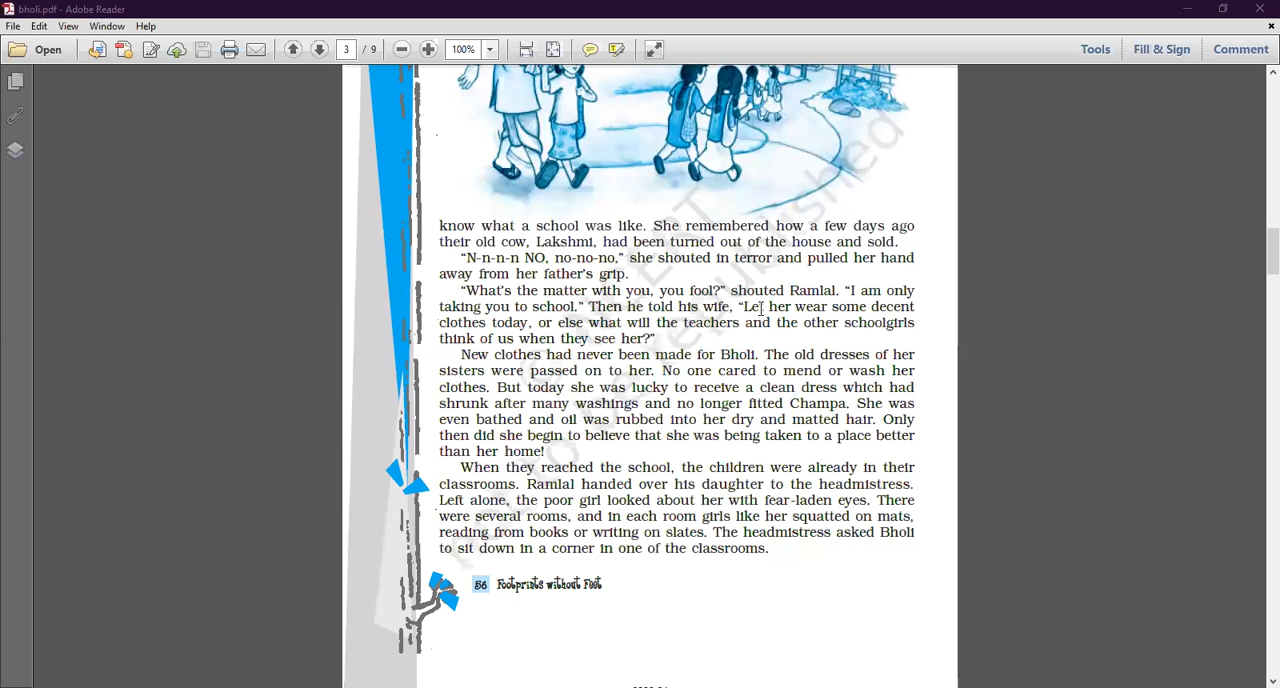 bholi.pdf - Adobe Reader
File Edit View Window Help
Open 3 / 9 100% Tools Fill & Sign Comment
know what a school was like. She remembered how a few days ago
their old cow, Lakshmi, had been turned out of the house and sold.
“N-n-n-n NO, no-no-no,” she shouted in terror and pulled her hand
away from her father’s grip.
“What’s the matter with you, you fool?” shouted Ramlal. “I am only
taking you to school.” Then he told his wife, “Let her wear some decent
clothes today, or else what will the teachers and the other schoolgirls
think of us when they see her?”
New clothes had never been made for Bholi. The old dresses of her
sisters were passed on to her. No one cared to mend or wash her
clothes. But today she was lucky to receive a clean dress which had
shrunk after many washings and no longer fitted Champa. She was
even bathed and oil was rubbed into her dry and matted hair. Only
then did she begin to believe that she was being taken to a place better
than her home!
When they reached the school, the children were already in their
classrooms. Ramlal handed over his daughter to the headmistress.
Left alone, the poor girl looked about her with fear-laden eyes. There
were several rooms, and in each room girls like her squatted on mats,
reading from books or writing on slates. The headmistress asked Bholi
to sit down in a corner in one of the classrooms.
56 Footprints without Feet
© NCERT
not to be republished